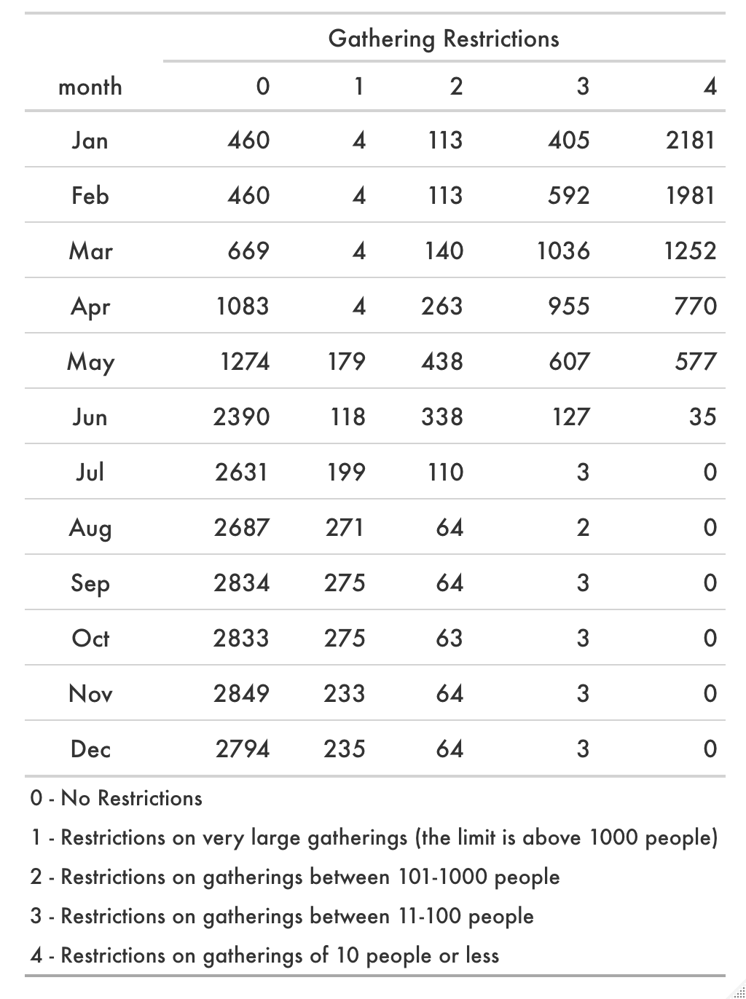 Gathering Restrictions
month 0 1 2 3 4
Jan 460 4 113 405 2181
Feb 460 4 113 592 1981
Mar 669 4 140 1036 1252
Apr 1083 4 263 955 770
May 1274 179 438 607 577
Jun 2390 118 338 127 35
Jul 2631 199 110 3 0
Aug 2687 271 64 2 0
Sep 2834 275 64 3 0
Oct 2833 275 63 3 0
Nov 2849 233 64 3 0
Dec 2794 235 64 3 0
0 - No Restrictions
1 - Restrictions on very large gatherings (the limit is above 1000 people)
2 - Restrictions on gatherings between 101-1000 people
3 - Restrictions on gatherings between 11-100 people
4 - Restrictions on gatherings of 10 people or less